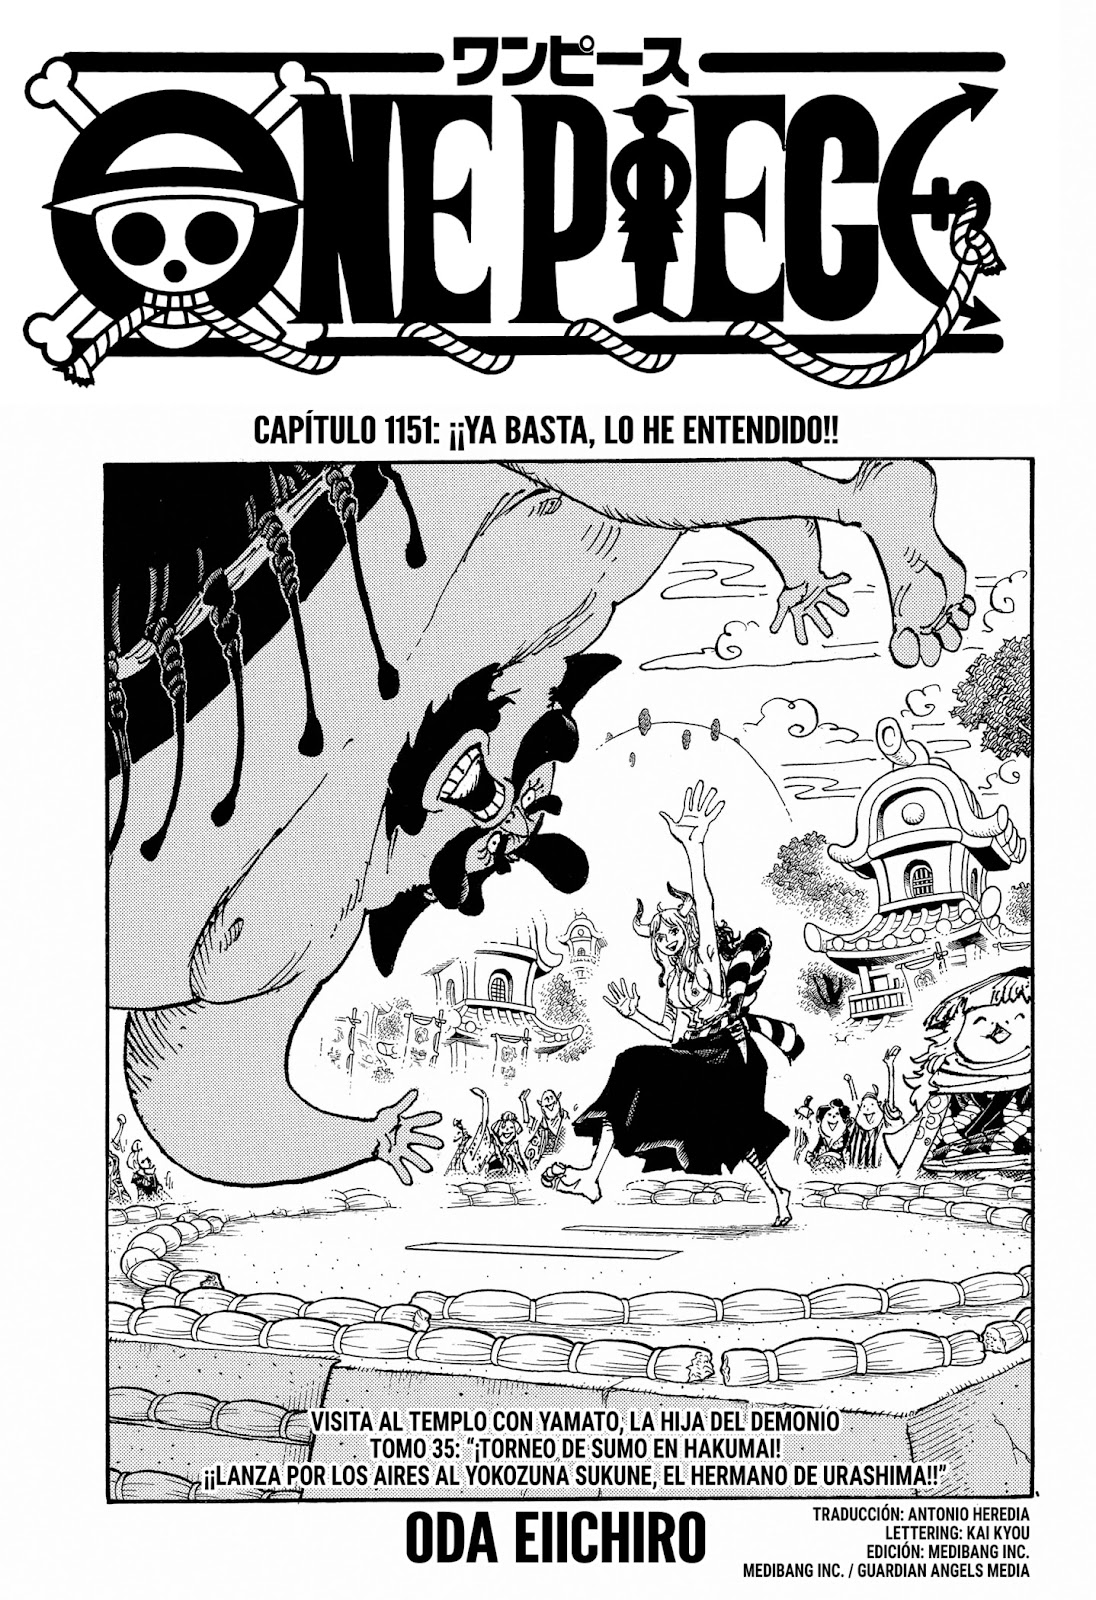 ワンピース
ONE PIECE
CAPÍTULO 1151: ¡¡YA BASTA, LO HE ENTENDIDO!!
VISITA AL TEMPLO CON YAMATO, LA HIJA DEL DEMONIO
TOMO 35: “¡TORNEO DE SUMO EN HAKUMAI!
¡¡LANZA POR LOS AIRES AL YOKOZUNA SUKUNE, EL HERMANO DE URASHIMA!!”
ODA EIICHIRO
TRADUCCIÓN: ANTONIO HEREDIA
LETTERING: KAI KYOU
EDICIÓN: MEDIBANG INC.
MEDIBANG INC. / GUARDIAN ANGELS MEDIA